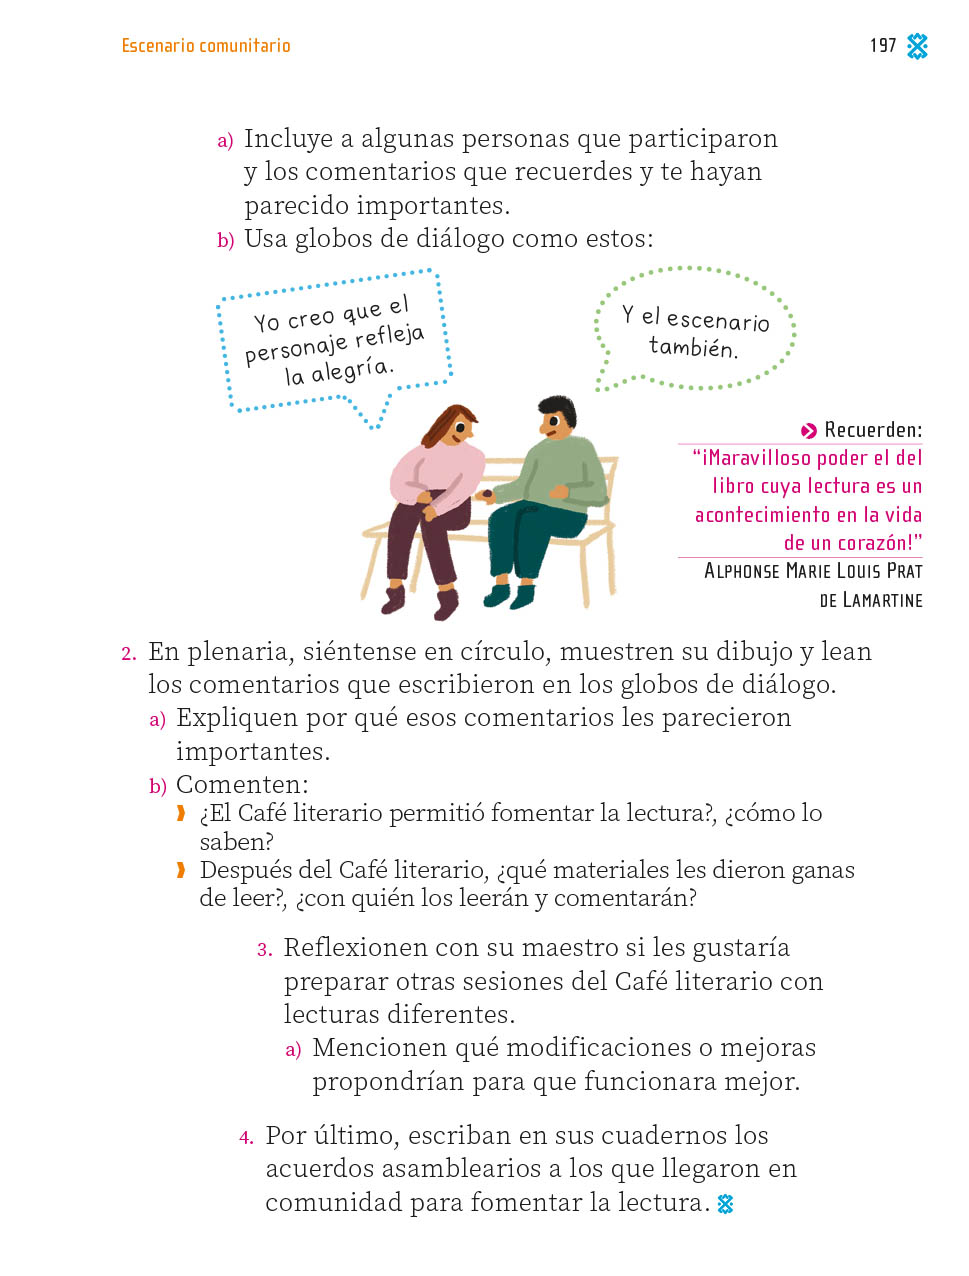 Escenario comunitario
197
a) Incluye a algunas personas que participaron
y los comentarios que recuerdes y te hayan
parecido importantes.
b) Usa globos de diálogo como estos:
Yo creo que el
personaje refleja
la alegría.
Y el escenario
también.
Recuerden:
“¡Maravilloso poder el del
libro cuya lectura es un
acontecimiento en la vida
de un corazón!”
Alphonse Marie Louis Prat
de Lamartine
2. En plenaria, siéntense en círculo, muestren su dibujo y lean
los comentarios que escribieron en los globos de diálogo.
a) Expliquen por qué esos comentarios les parecieron
importantes.
b) Comenten:
¿El Café literario permitió fomentar la lectura?, ¿cómo lo
saben?
Después del Café literario, ¿qué materiales les dieron ganas
de leer?, ¿con quién los leerán y comentarán?
3. Reflexionen con su maestro si les gustaría
preparar otras sesiones del Café literario con
lecturas diferentes.
a) Mencionen qué modificaciones o mejoras
propondrían para que funcionara mejor.
4. Por último, escriban en sus cuadernos los
acuerdos asamblearios a los que llegaron en
comunidad para fomentar la lectura.